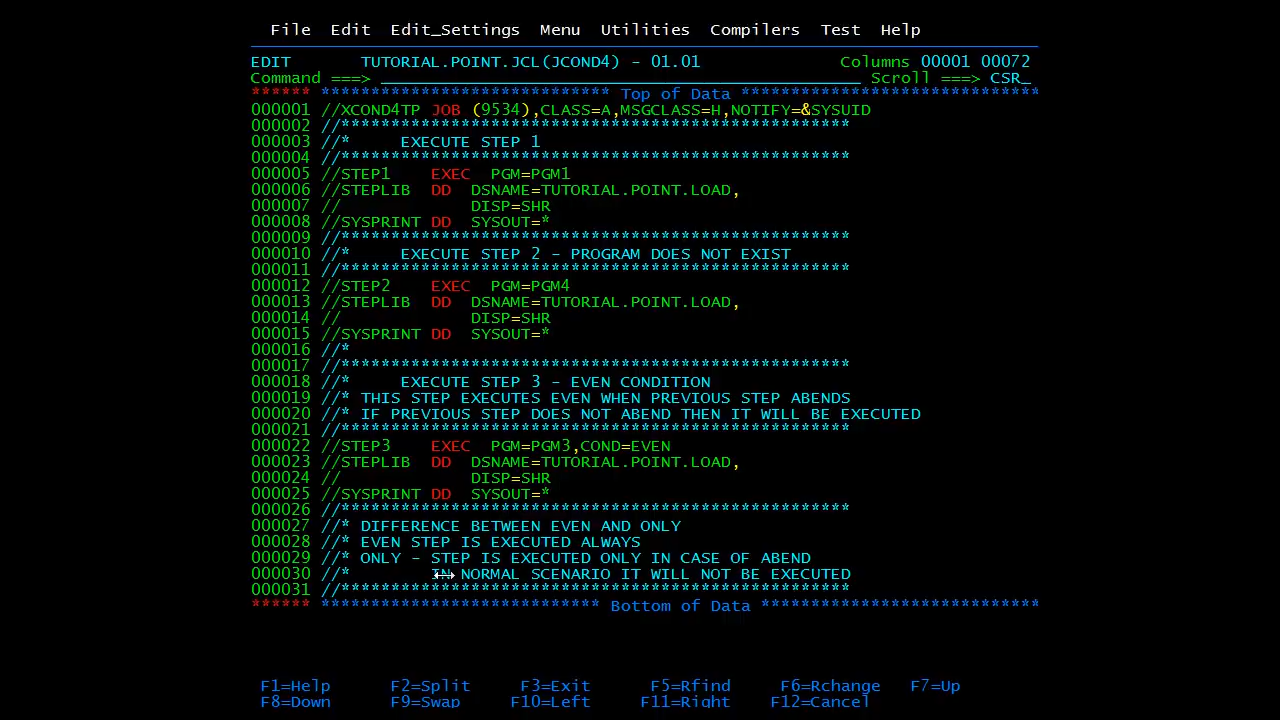 File Edit Edit_Settings Menu Utilities Compilers Test Help
EDIT TUTORIAL.POINT.JCL(JCOND4) - 01.01 Columns 00001 00072
Command ===> Scroll ===> CSR_
****** ***************************** Top of Data ******************************
000001 //XCOND4TP JOB (9534),CLASS=A,MSGCLASS=H,NOTIFY=&SYSUID
000002 //***************************************************
000003 //*     EXECUTE STEP 1
000004 //***************************************************
000005 //STEP1    EXEC  PGM=PGM1
000006 //STEPLIB  DD  DSNAME=TUTORIAL.POINT.LOAD,
000007 //             DISP=SHR
000008 //SYSPRINT DD  SYSOUT=*
000009 //***************************************************
000010 //*     EXECUTE STEP 2 - PROGRAM DOES NOT EXIST
000011 //***************************************************
000012 //STEP2    EXEC  PGM=PGM4
000013 //STEPLIB  DD  DSNAME=TUTORIAL.POINT.LOAD,
000014 //             DISP=SHR
000015 //SYSPRINT DD  SYSOUT=*
000016 //*
000017 //***************************************************
000018 //*     EXECUTE STEP 3 - EVEN CONDITION
000019 //* THIS STEP EXECUTES EVEN WHEN PREVIOUS STEP ABENDS
000020 //* IF PREVIOUS STEP DOES NOT ABEND THEN IT WILL BE EXECUTED
000021 //***************************************************
000022 //STEP3    EXEC  PGM=PGM3,COND=EVEN
000023 //STEPLIB  DD  DSNAME=TUTORIAL.POINT.LOAD,
000024 //             DISP=SHR
000025 //SYSPRINT DD  SYSOUT=*
000026 //***************************************************
000027 //* DIFFERENCE BETWEEN EVEN AND ONLY
000028 //* EVEN STEP IS EXECUTED ALWAYS
000029 //* ONLY - STEP IS EXECUTED ONLY IN CASE OF ABEND
000030 //*        IN NORMAL SCENARIO IT WILL NOT BE EXECUTED
000031 //***************************************************
****** **************************** Bottom of Data ****************************
F1=Help F2=Split F3=Exit F5=Rfind F6=Rchange F7=Up
F8=Down F9=Swap F10=Left F11=Right F12=Cancel